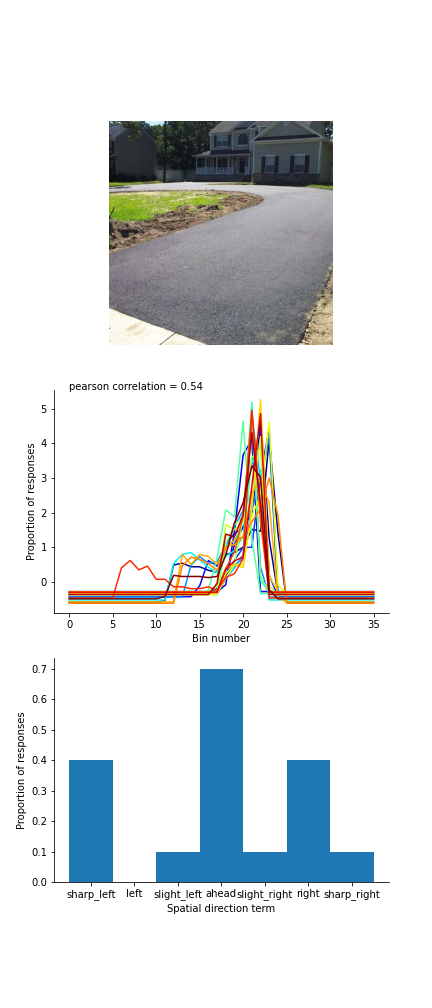 pearson correlation = 0.54
Proportion of responses
5
4
3
2
1
0
0 5 10 15 20 25 30 35
Bin number
Proportion of responses
0.7
0.6
0.5
0.4
0.3
0.2
0.1
0.0
sharp_left left slight_left ahead slight_right right sharp_right
Spatial direction term